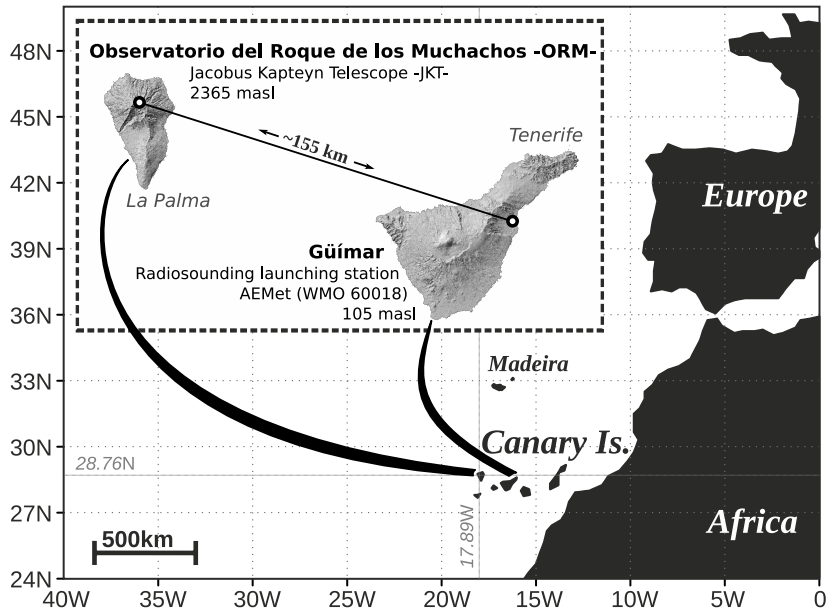 Observatorio del Roque de los Muchachos -ORM-
Jacobus Kapteyn Telescope -JKT-
2365 masl
~155 km
Tenerife
La Palma
Güímar
Radiosounding launching station
AEMet (WMO 60018)
105 masl
Europe
Madeira
Canary Is.
28.76N
17.89W
500km
Africa
48N
45N
42N
39N
36N
33N
30N
27N
24N
40W 35W 30W 25W 20W 15W 10W 5W 0